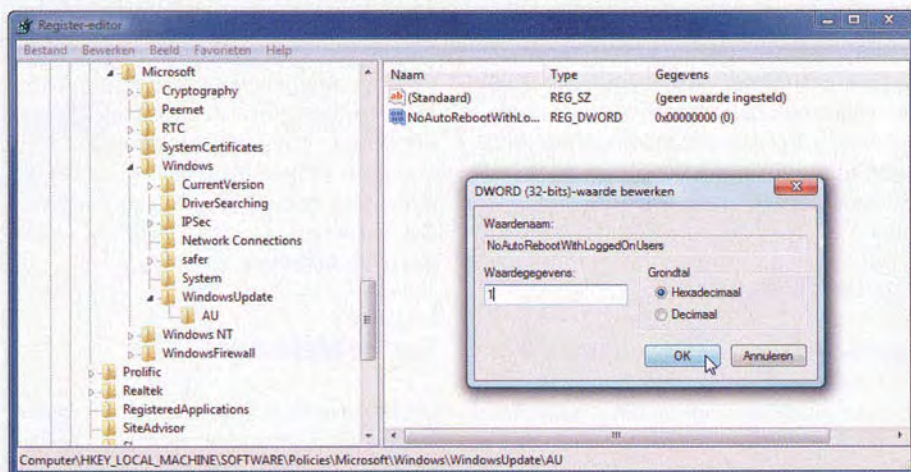 Register-editor
Bestand Bewerken Beeld Favorieten Help
Microsoft
Cryptography
Peernet
RTC
SystemCertificates
Windows
CurrentVersion
DriverSearching
IPSec
Network Connections
safer
System
WindowsUpdate
AU
Windows NT
WindowsFirewall
Prolific
Realtek
RegisteredApplications
SiteAdvisor
Naam Type Gegevens
(Standaard) REG_SZ (geen waarde ingesteld)
NoAutoRebootWithLo... REG_DWORD 0x00000000 (0)
DWORD (32-bits)-waarde bewerken
Waardenaam:
NoAutoRebootWithLoggedOnUsers
Waardegegevens: Grondtal
1 Hexadecimaal
Decimaal
OK Annuleren
Computer\HKEY_LOCAL_MACHINE\SOFTWARE\Policies\Microsoft\Windows\WindowsUpdate\AU